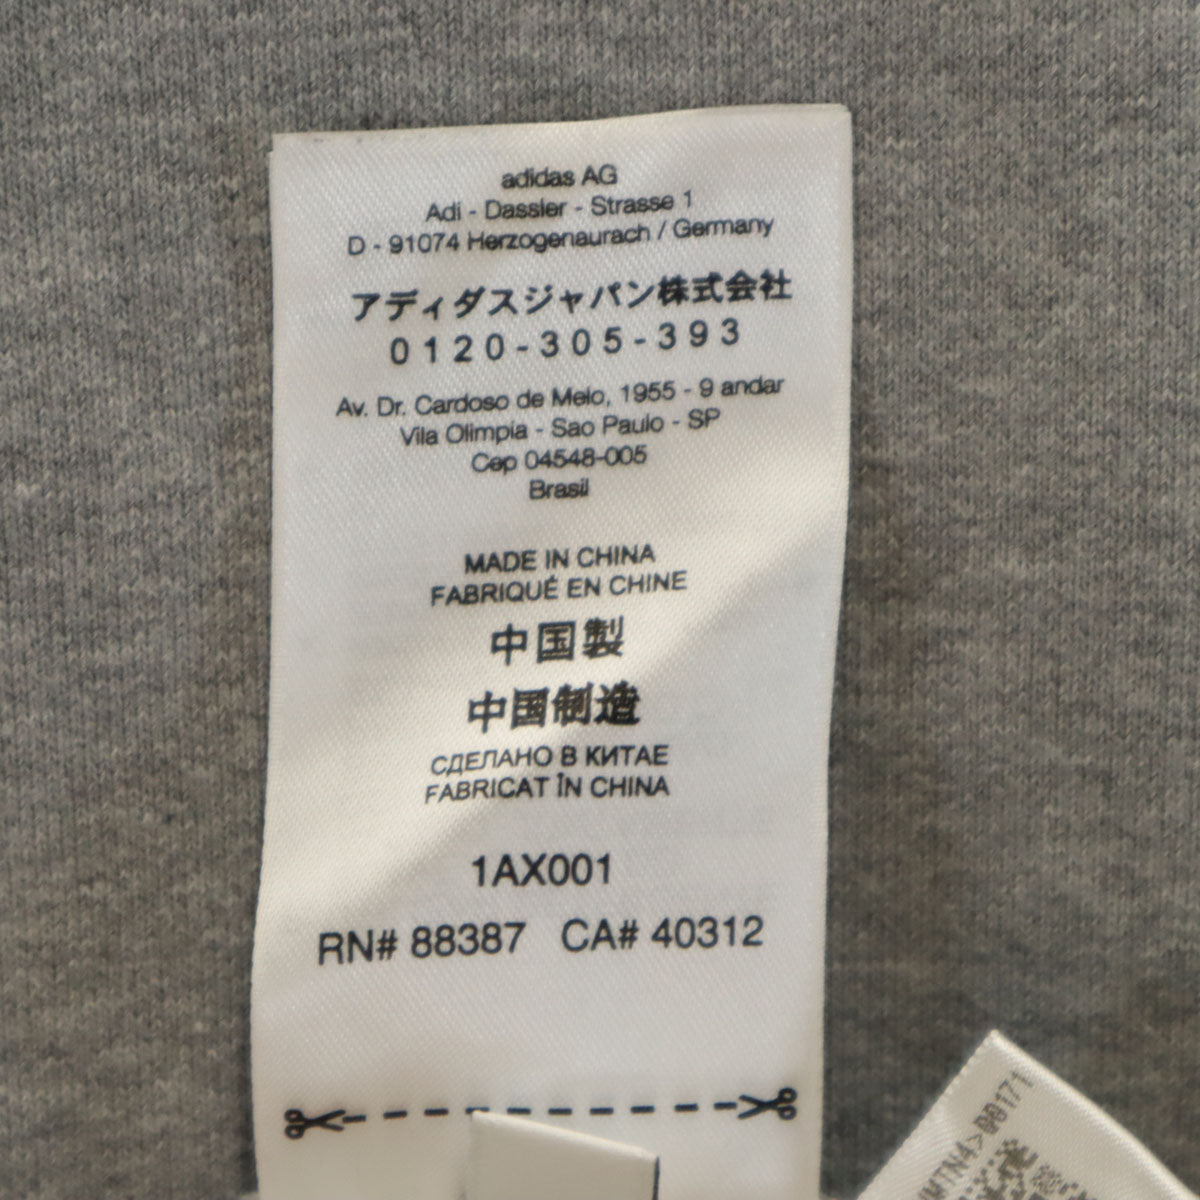 adidas AG
Adi - Dassler - Strasse 1
D - 91074 Herzogenaurach / Germany
アディダスジャパン株式会社
0120-305-393
Av. Dr. Cardoso de Melo, 1955 - 9 andar
Vila Olimpia - Sao Paulo - SP
Cep 04548-005
Brasil
MADE IN CHINA
FABRIQUÉ EN CHINE
中国製
中国制造
СДЕЛАНО В КИТАЕ
FABRICAT ÎN CHINA
1AX001
RN# 88387 CA# 40312